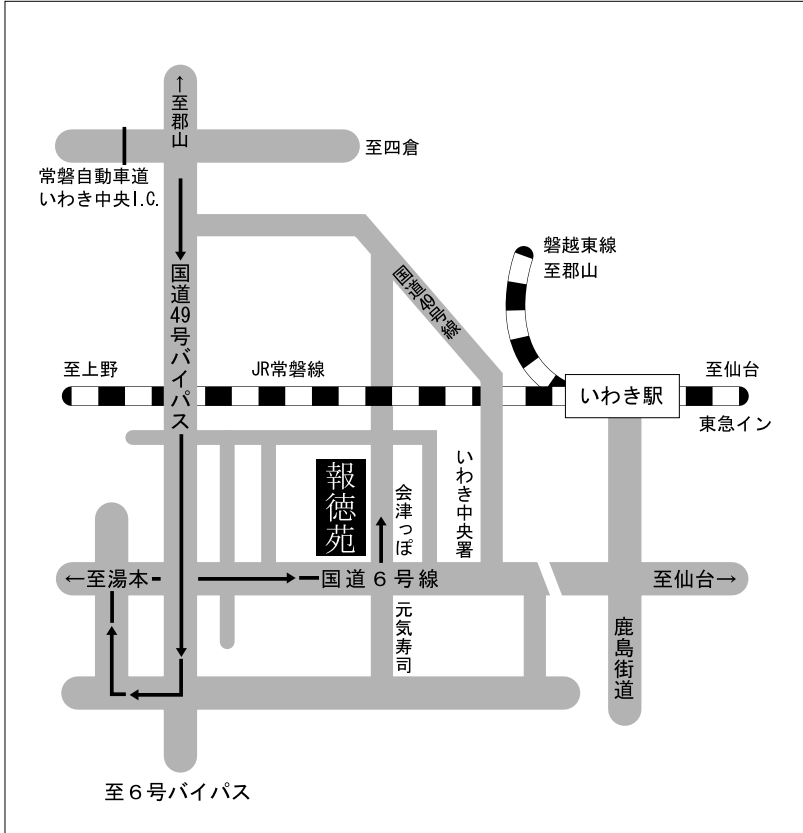 ↑至郡山
至四倉
常磐自動車道
いわき中央I.C.
国道49号バイパス
国道49号線
磐越東線
至郡山
至上野
JR常磐線
いわき駅
至仙台
東急イン
報徳苑
会津っぽ
いわき中央署
←至湯本
国道６号線
至仙台→
元気寿司
鹿島街道
至６号バイパス